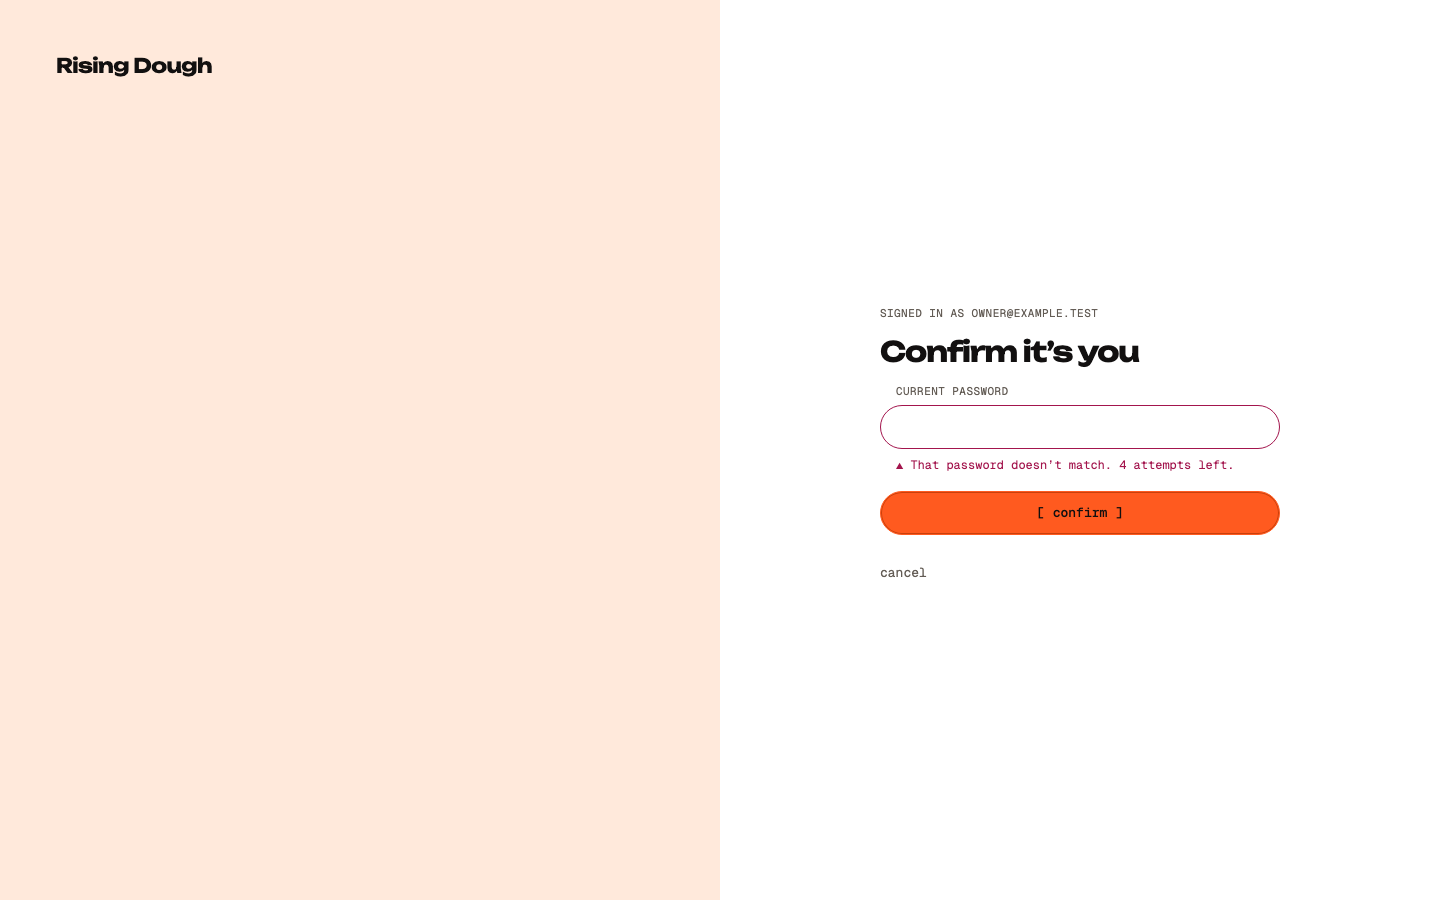 Rising Dough
SIGNED IN AS OWNER@EXAMPLE.TEST
Confirm it’s you
CURRENT PASSWORD
▲ That password doesn’t match. 4 attempts left.
[ confirm ]
cancel